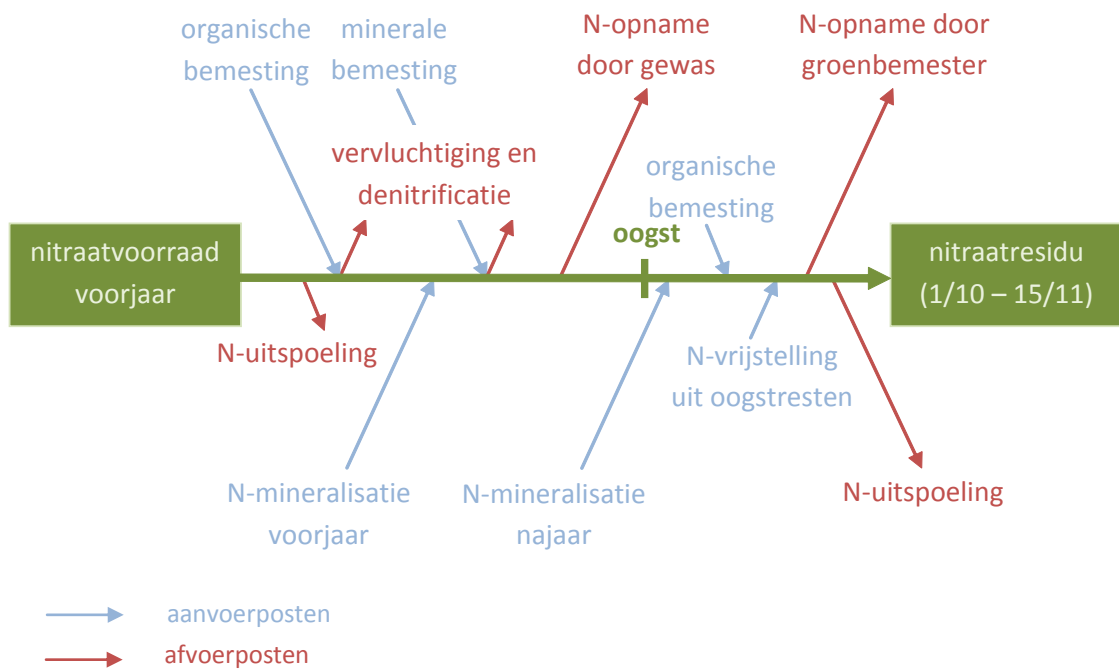 organische
bemesting
minerale
bemesting
N-opname
door gewas
N-opname door
groenbemester
vervluchtiging en
denitrificatie
organische
bemesting
oogst
nitraatvoorraad
voorjaar
nitraatresidu
(1/10 – 15/11)
N-uitspoeling
N-vrijstelling
uit oogstresten
N-mineralisatie
voorjaar
N-mineralisatie
najaar
N-uitspoeling
aanvoerposten
afvoerposten